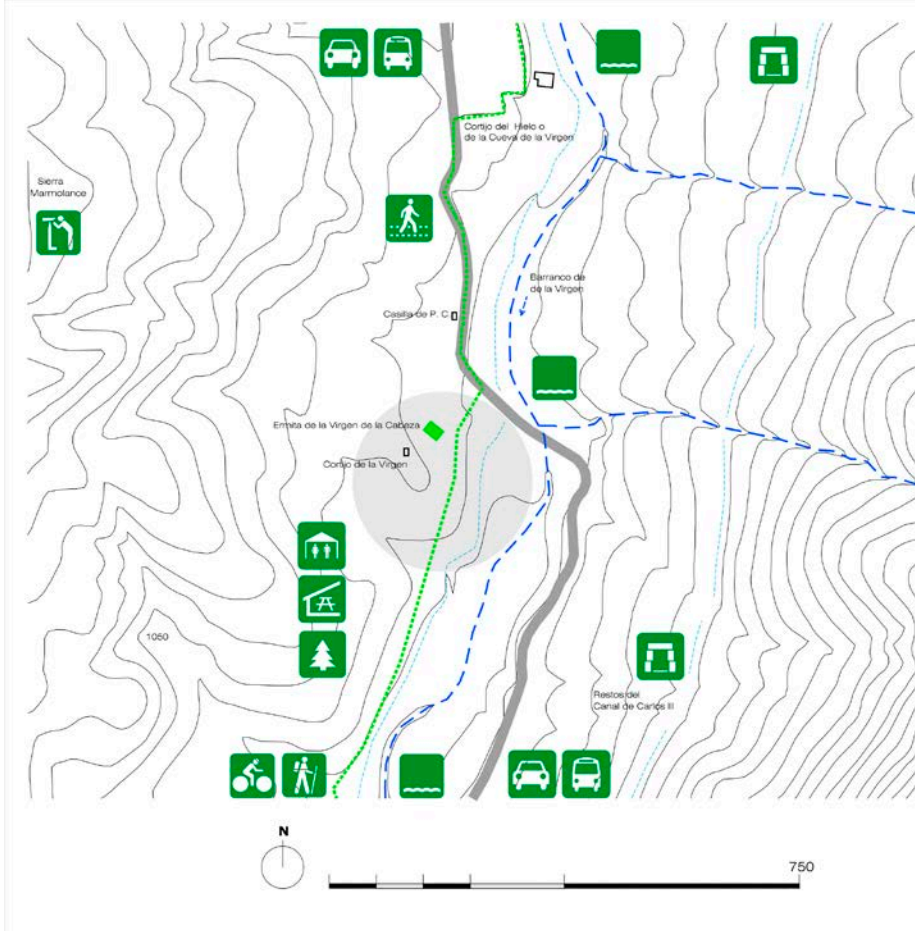 Cortijo del Hielo o
de la Cueva de la Virgen
Sierra
Marmolance
Barranco de
de la Virgen
Casilla de P. C
Ermita de la Virgen de la Cabeza
Cortijo de la Virgen
1050
Restos del
Canal de Carlos III
N
750